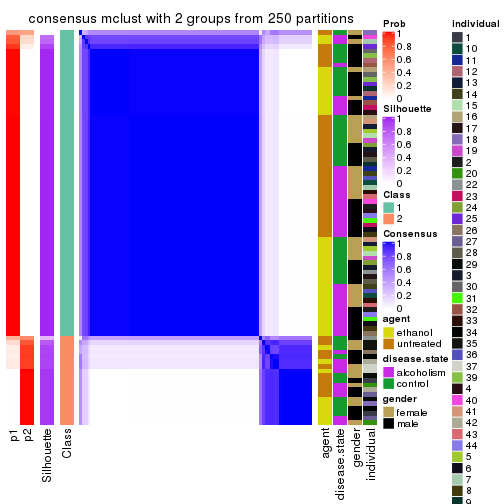 consensus mclust with 2 groups from 250 partitions
Prob
1
0.8
0.6
0.4
0.2
0
Silhouette
1
0.8
0.6
0.4
0.2
0
Class
1
2
Consensus
1
0.8
0.6
0.4
0.2
0
agent
ethanol
untreated
disease.state
alcoholism
control
gender
female
male
individual
1
10
11
12
13
14
15
16
17
18
19
2
20
22
23
24
25
26
27
28
29
3
30
31
32
33
34
35
36
37
39
4
40
41
42
43
44
5
6
7
8
9
p1
p2
Silhouette
Class
agent
disease.state
gender
individual